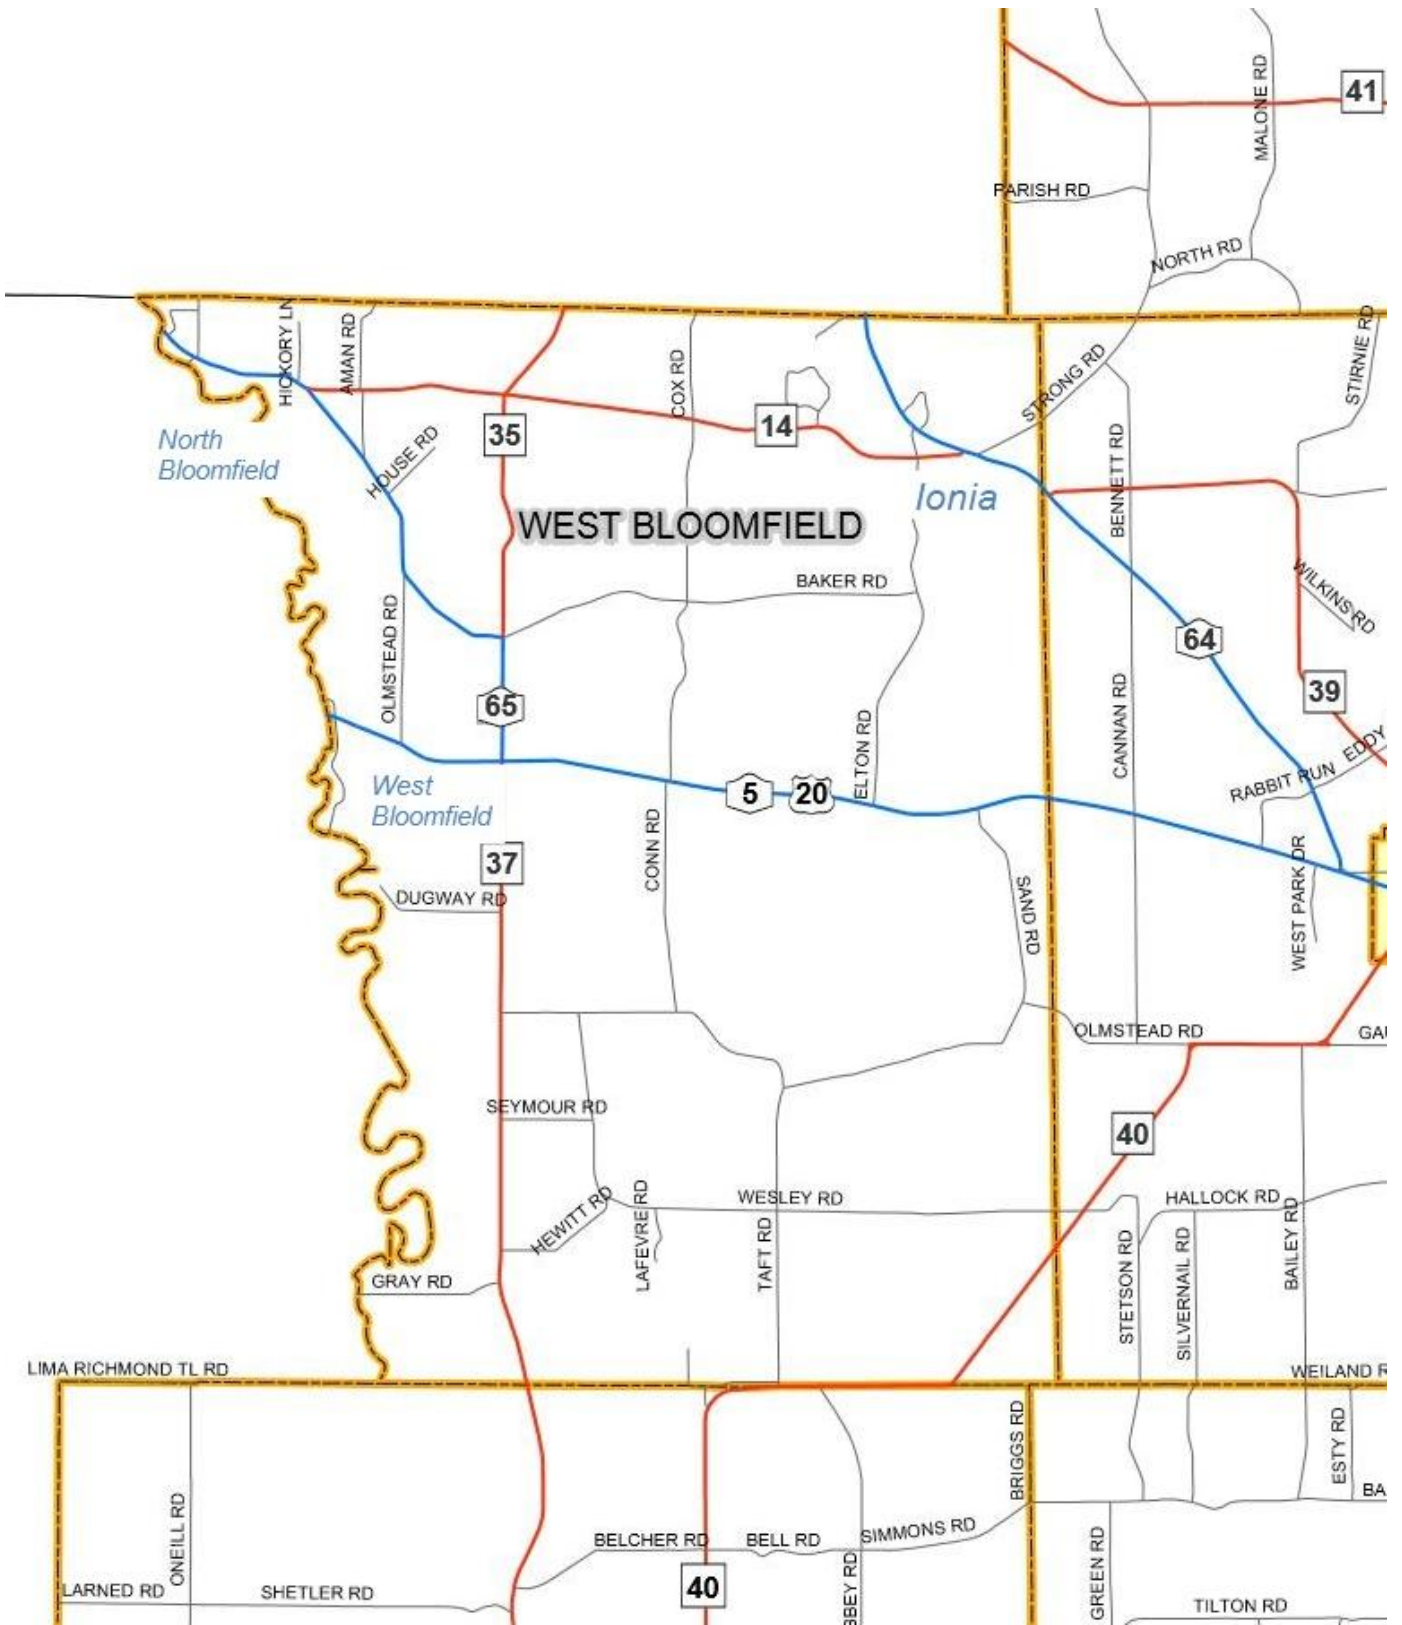 41
MALONE RD
PARISH RD
NORTH RD
HICKORY LN
AMAN RD
COX RD
STRONG RD
STIRNIE RD
North
Bloomfield
HOUSE RD
35
14
BENNETT RD
Ionia
WEST BLOOMFIELD
BAKER RD
WILKINS RD
OLMSTEAD RD
64
65
39
ELTON RD
CANNAN RD
EDDY
RABBIT RUN
West
Bloomfield
5
20
CONN RD
37
DUGWAY RD
SAND RD
WEST PARK DR
OLMSTEAD RD
GA
SEYMOUR RD
40
HEWITT RD
LAFEVRE RD
WESLEY RD
HALLOCK RD
TAFT RD
BAILEY RD
STETSON RD
SILVERNAIL RD
GRAY RD
LIMA RICHMOND TL RD
WEILAND R
BRIGGS RD
ESTY RD
BA
ONEILL RD
BELCHER RD
BELL RD
SIMMONS RD
GREEN RD
BBEY RD
40
LARNED RD
SHETLER RD
TILTON RD